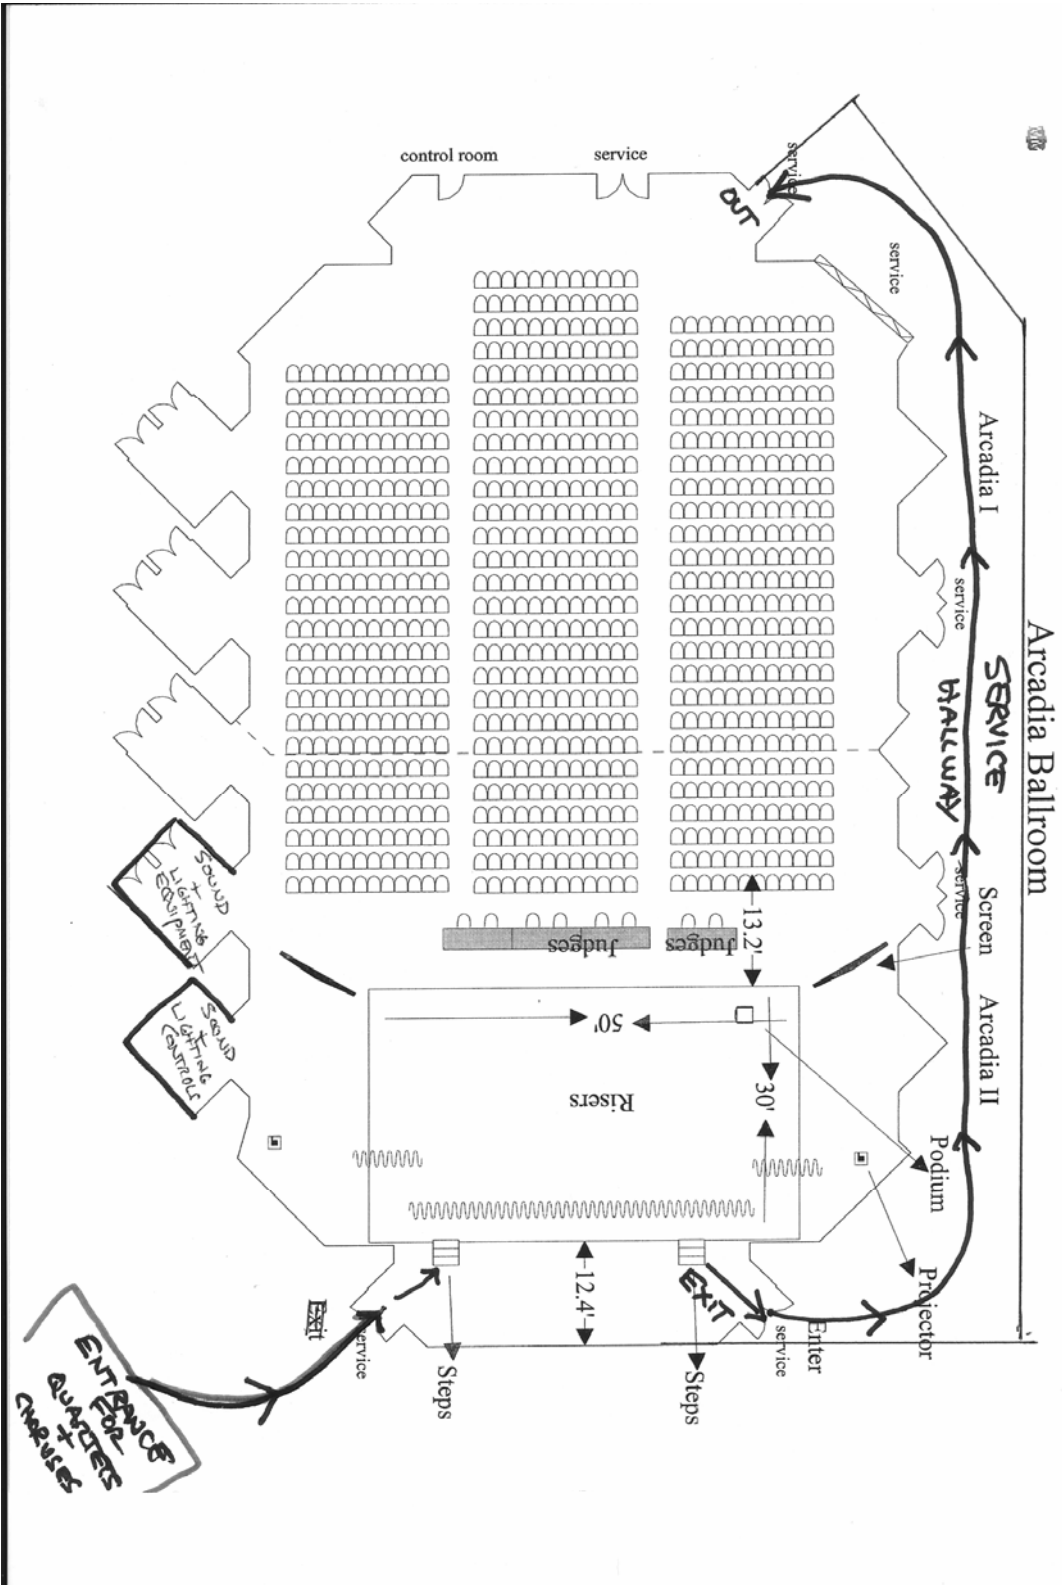 Arcadia Ballroom
control room
service
service
OUT
service
Arcadia I
service
SERVICE
HALLWAY
SOUND
+
LIGHTING
EQUIPMENT
service
Screen
13.2'
Judges
Judges
SOUND
+
LIGHTING
CONTROLS
Arcadia II
50'
30'
Risers
Podium
Projector
12.4'
EXIT
Enter
service
Exit
service
Steps
Steps
ENTRANCE
FOR
QUARTETS
+
CHORUSES